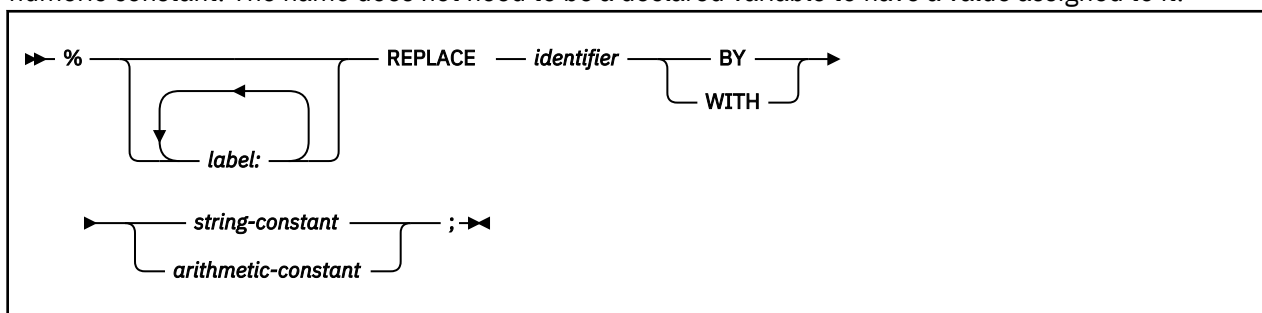 numeric constant. The name does not need to be a declared variable to have a value assigned to it.
% REPLACE identifier BY
WITH
label:
string-constant ;
arithmetic-constant